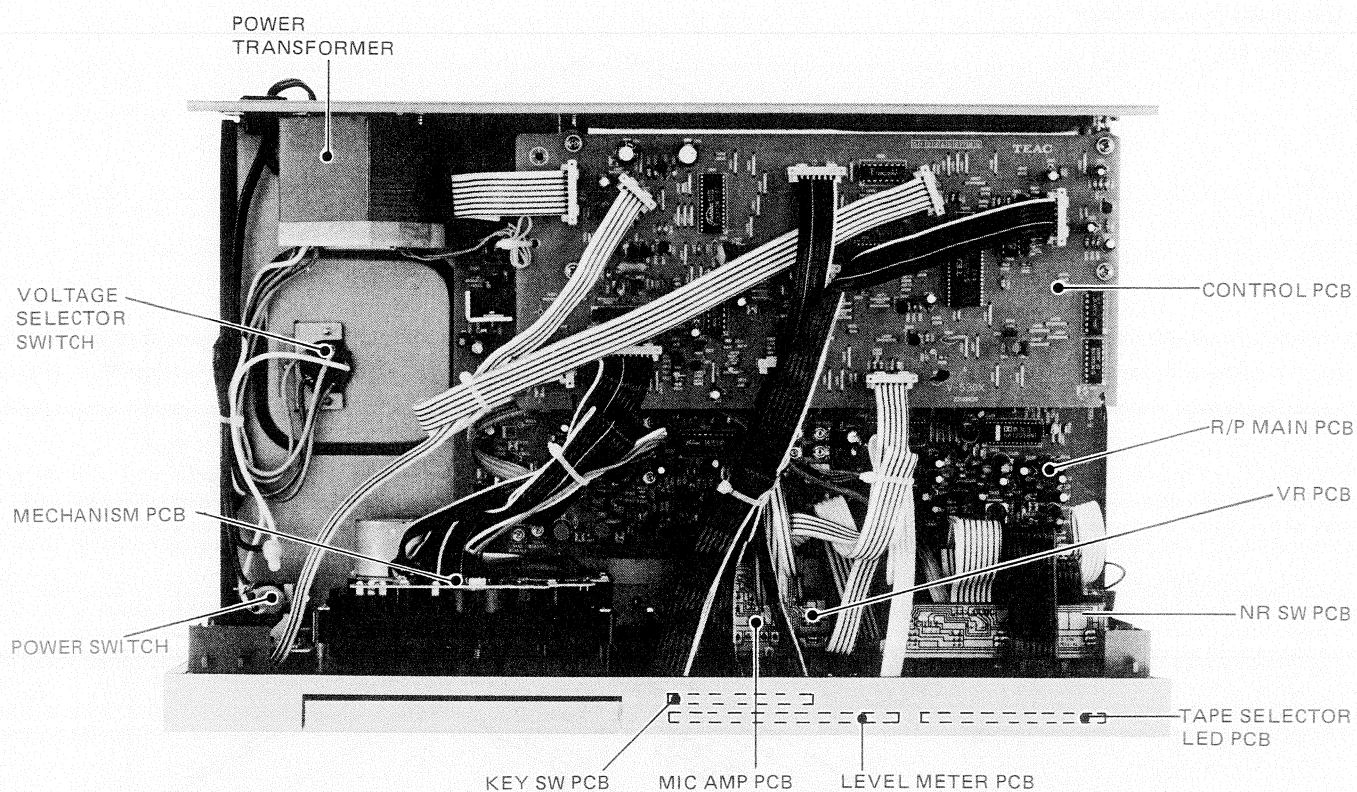 POWER
TRANSFORMER
TEAC
VOLTAGE
SELECTOR
SWITCH
CONTROL PCB
R/P MAIN PCB
VR PCB
MECHANISM PCB
NR SW PCB
POWER SWITCH
TAPE SELECTOR
LED PCB
KEY SW PCB
MIC AMP PCB
LEVEL METER PCB